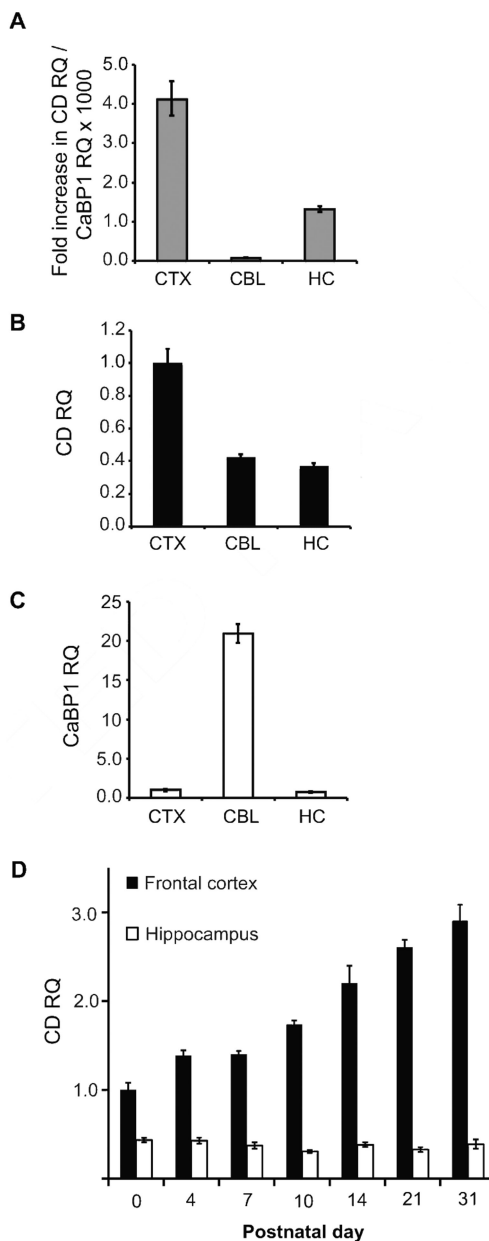 A
Fold increase in CD RQ /
CaBP1 RQ x 1000
4.0
5.0
3.0
1.0
0.0
CTX CBL HC
B
CD RQ
1.2
1.0
0.8
0.6
0.4
0.2
0.0
CTX CBL HC
C
CaBP1 RQ
25
20
15
10
5.0
0.0
CTX CBL HC
D
Frontal cortex
Hippocampus
CD RQ
3.0
2.0
1.0
0 4 7 10 14 21 31
Postnatal day